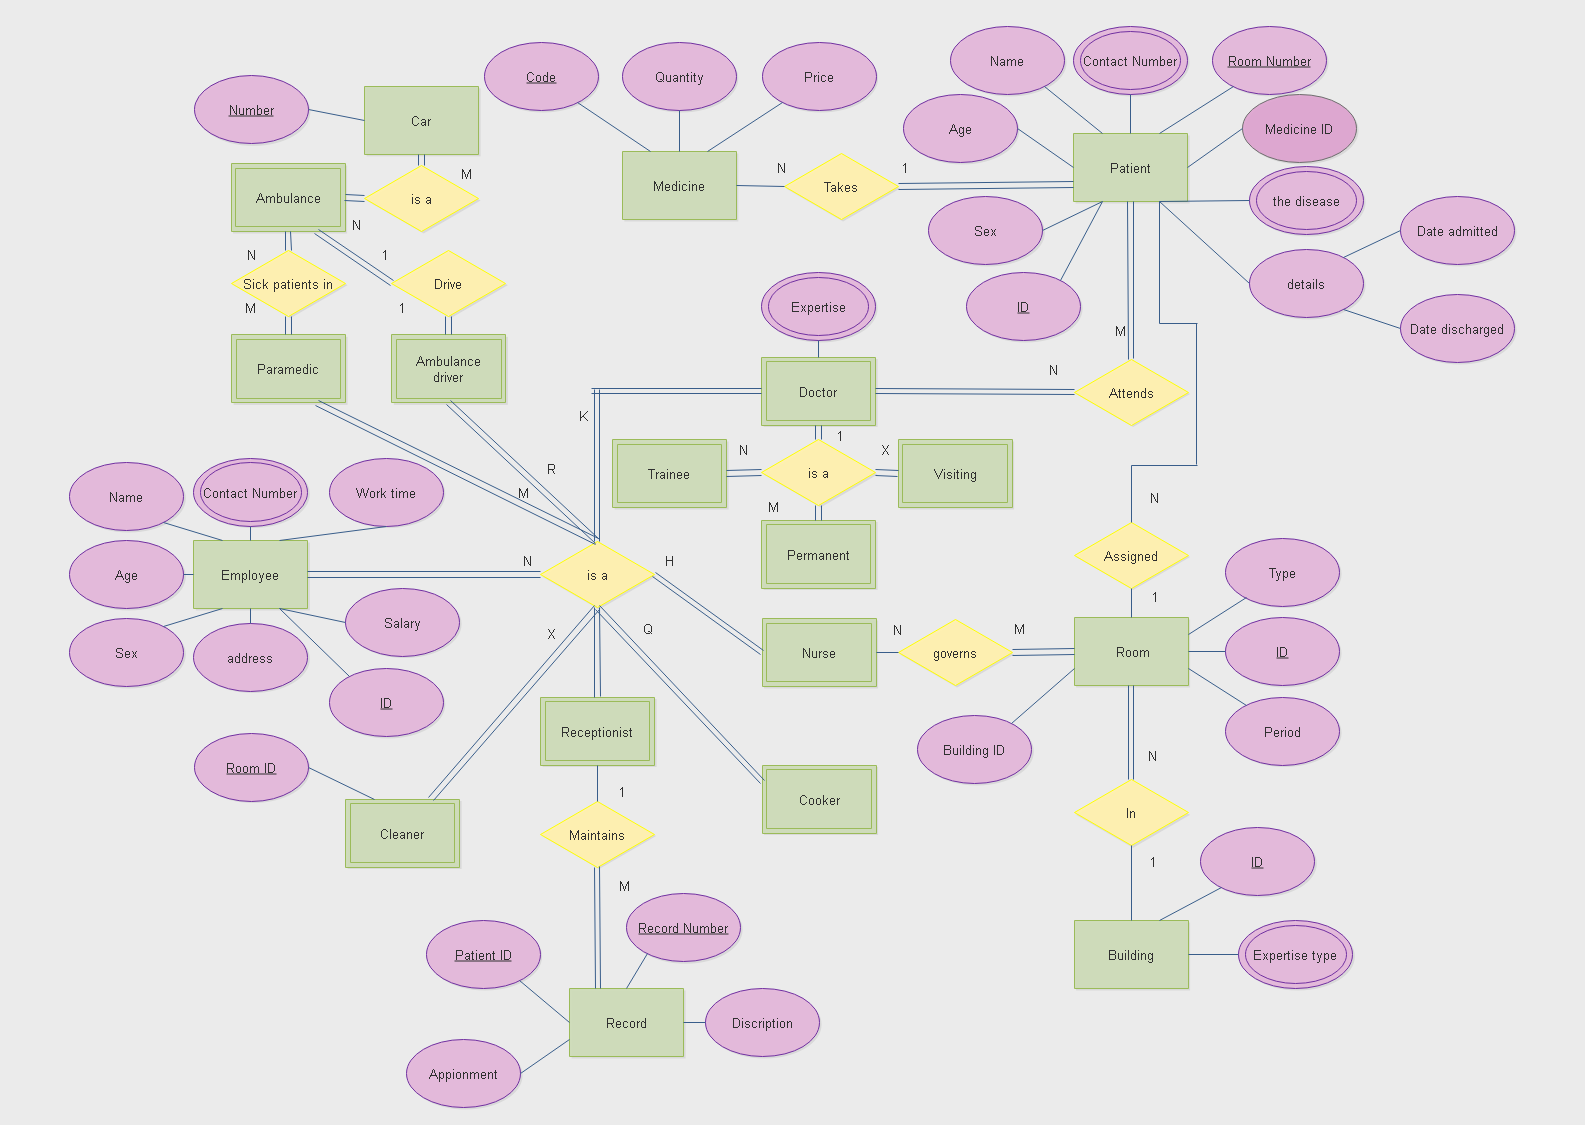 Name
Contact Number
Room Number
Code
Quantity
Price
Number
Car
Age
Medicine ID
Patient
M
N
1
Medicine
Takes
Ambulance
is a
the disease
N
Sex
Date admitted
N
1
Sick patients in
Drive
details
M
1
Expertise
ID
Date discharged
M
Paramedic
Ambulance
driver
N
K
Doctor
Attends
1
N
X
R
Trainee
is a
Visiting
M
N
M
Name
Contact Number
Work time
Permanent
Assigned
N
H
Age
Employee
is a
Type
1
X
Q
Salary
N
M
Sex
address
Nurse
governs
Room
ID
ID
Receptionist
Building ID
Period
N
Room ID
1
Cooker
In
Cleaner
Maintains
1
ID
M
Record Number
Patient ID
Building
Expertise type
Record
Discription
Appionment